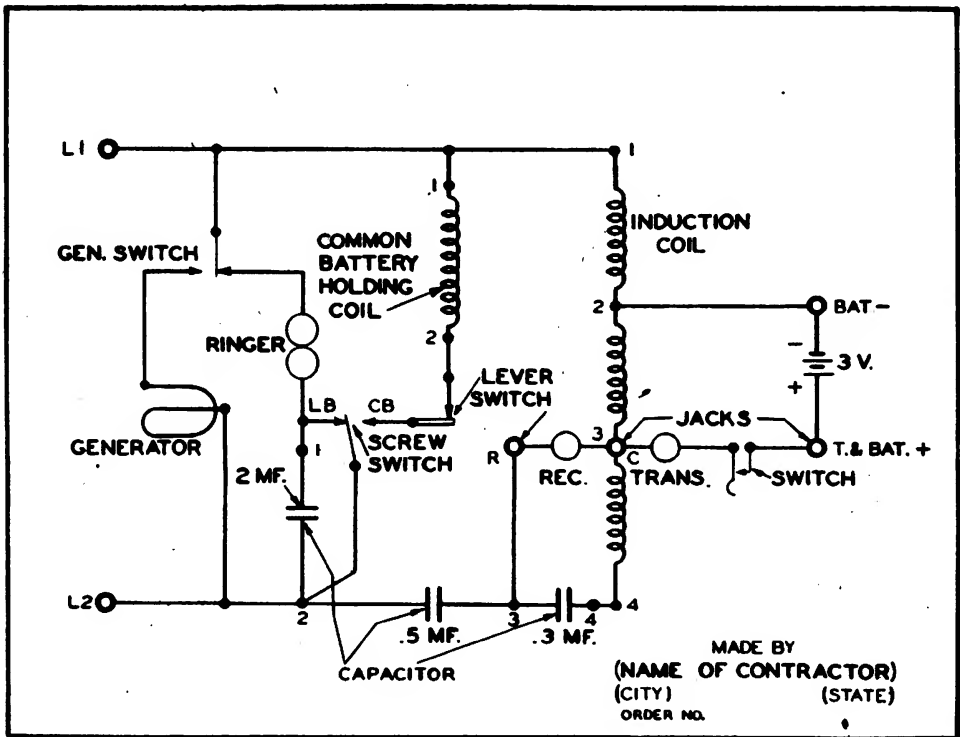 L1
1
1
GEN. SWITCH
COMMON
BATTERY
HOLDING
COIL
INDUCTION
COIL
2
BAT -
RINGER
2
-
3 V.
+
LB
CB
LEVER
SWITCH
JACKS
GENERATOR
1
SCREW
SWITCH
R
REC.
3
C
TRANS.
T. & BAT. +
SWITCH
2 MF.
L2
2
.5 MF.
3
.3 MF.
4
4
CAPACITOR
MADE BY
(NAME OF CONTRACTOR)
(CITY) (STATE)
ORDER NO.